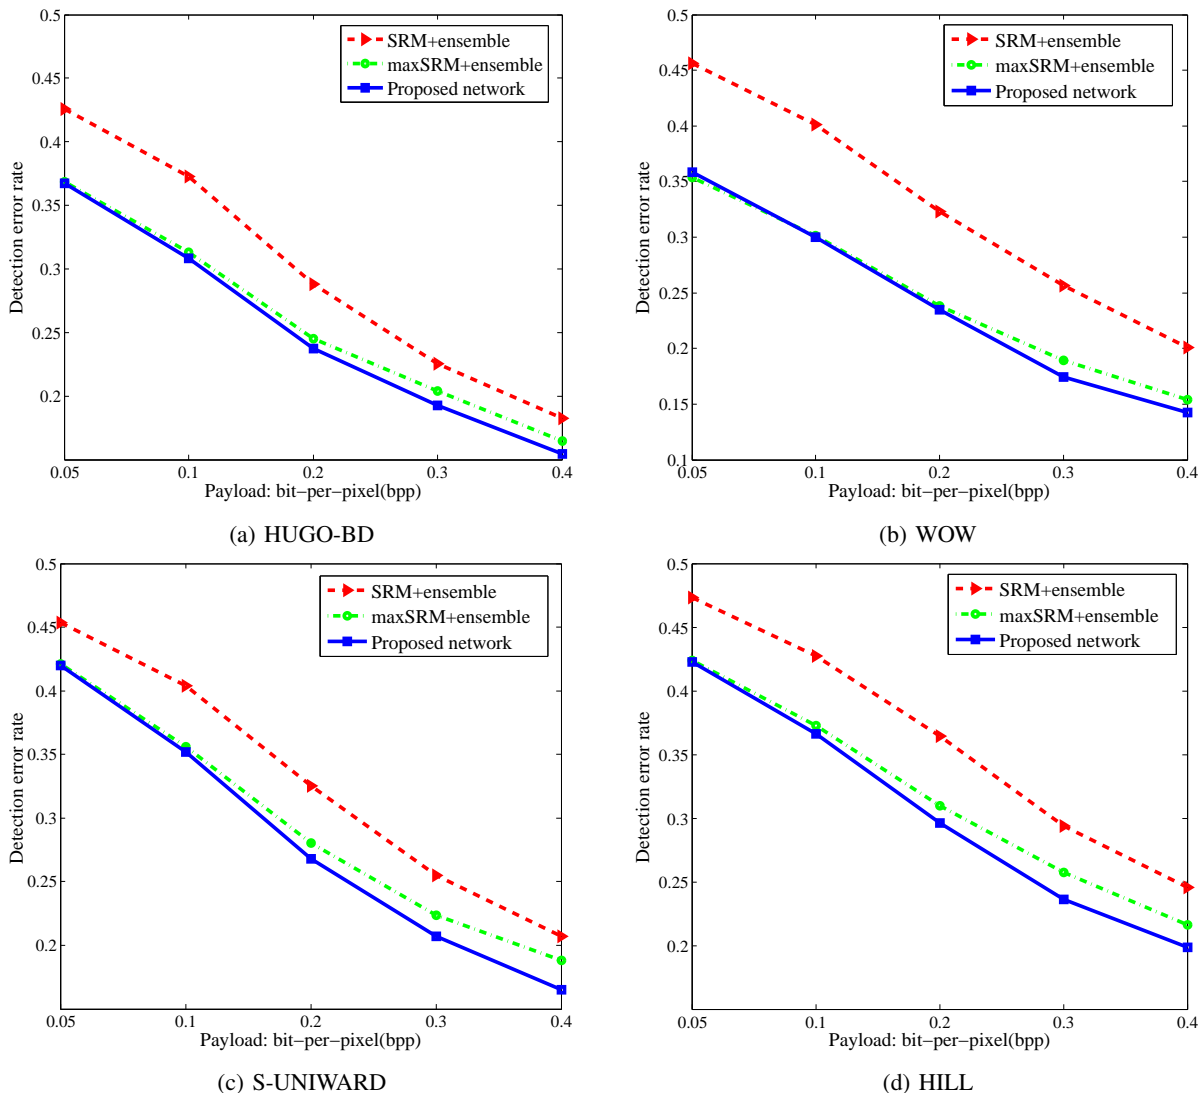 SRM+ensemble
maxSRM+ensemble
Proposed network
0.5
0.45
0.4
0.35
0.3
0.25
0.2
Detection error rate
0.05 0.1 0.2 0.3 0.4
Payload: bit−per−pixel(bpp)
(a) HUGO-BD
SRM+ensemble
maxSRM+ensemble
Proposed network
0.5
0.45
0.4
0.35
0.3
0.25
0.2
0.15
0.1
Detection error rate
0.05 0.1 0.2 0.3 0.4
Payload: bit−per−pixel(bpp)
(b) WOW
SRM+ensemble
maxSRM+ensemble
Proposed network
0.5
0.45
0.4
0.35
0.3
0.25
0.2
Detection error rate
0.05 0.1 0.2 0.3 0.4
Payload: bit−per−pixel(bpp)
(c) S-UNIWARD
SRM+ensemble
maxSRM+ensemble
Proposed network
0.5
0.45
0.4
0.35
0.3
0.25
0.2
Detection error rate
0.05 0.1 0.2 0.3 0.4
Payload: bit−per−pixel(bpp)
(d) HILL